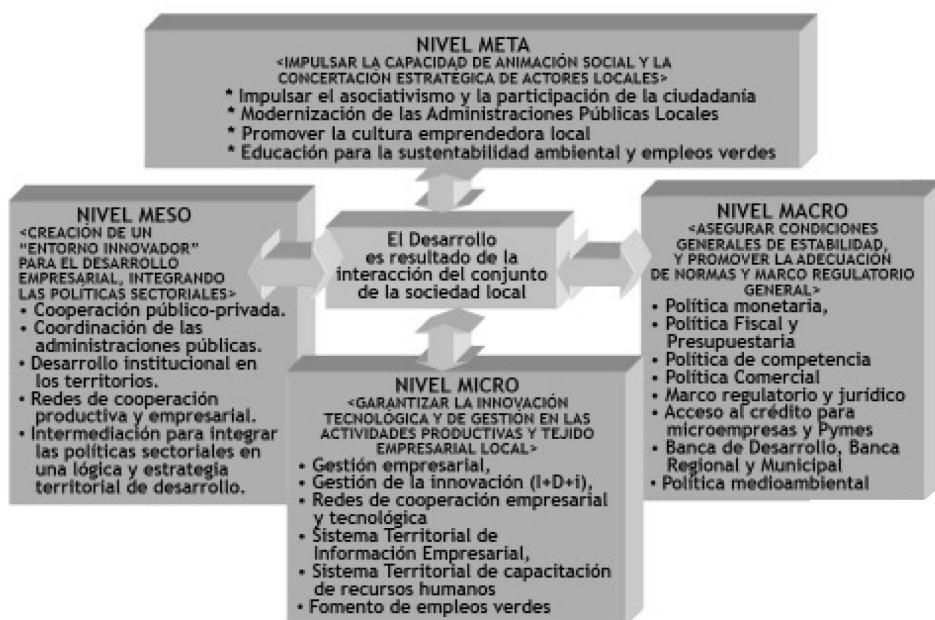 NIVEL META
<IMPULSAR LA CAPACIDAD DE ANIMACIÓN SOCIAL Y LA
CONCERTACIÓN ESTRATÉGICA DE ACTORES LOCALES>
* Impulsar el asociativismo y la participación de la ciudadanía
* Modernización de las Administraciones Públicas Locales
* Promover la cultura emprendedora local
* Educación para la sustentabilidad ambiental y empleos verdes
NIVEL MESO
<CREACIÓN DE UN
“ENTORNO INNOVADOR”
PARA EL DESARROLLO
EMPRESARIAL, INTEGRANDO
LAS POLÍTICAS SECTORIALES>
• Cooperación público-privada.
• Coordinación de las
administraciones públicas.
• Desarrollo institucional en
los territorios.
• Redes de cooperación
productiva y empresarial.
• Intermediación para integrar
las políticas sectoriales en
una lógica y estrategia
territorial de desarrollo.
El Desarrollo
es resultado de la
interacción del conjunto
de la sociedad local
NIVEL MACRO
<ASEGURAR CONDICIONES
GENERALES DE ESTABILIDAD,
Y PROMOVER LA ADECUACIÓN
DE NORMAS Y MARCO REGULATORIO
GENERAL>
• Política monetaria,
• Política Fiscal y
Presupuestaria
• Política de competencia
• Política Comercial
• Marco regulatorio y jurídico
• Acceso al crédito para
microempresas y Pymes
• Banca de Desarrollo, Banca
Regional y Municipal
• Política medioambiental
NIVEL MICRO
<GARANTIZAR LA INNOVACIÓN
TECNOLÓGICA Y DE GESTIÓN EN LAS
ACTIVIDADES PRODUCTIVAS Y TEJIDO
EMPRESARIAL LOCAL>
• Gestión empresarial,
• Gestión de la innovación (I+D+i),
• Redes de cooperación empresarial
y tecnológica
• Sistema Territorial de
Información Empresarial,
• Sistema Territorial de capacitación
de recursos humanos
• Fomento de empleos verdes